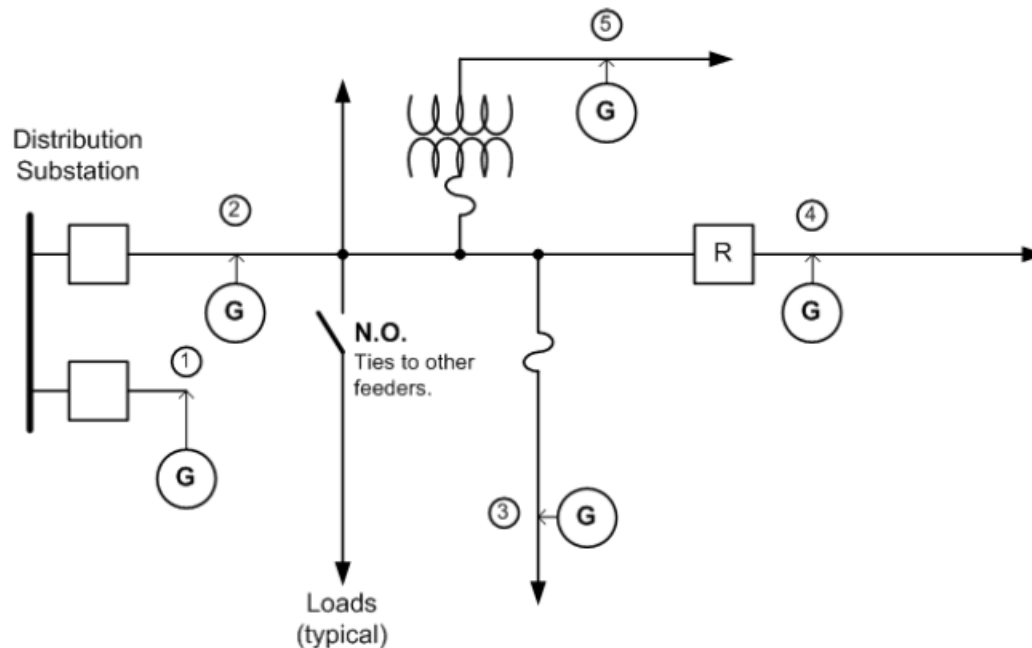 5
G
Distribution
Substation
2
4
R
G
G
N.O.
Ties to other
feeders.
1
G
3
G
Loads
(typical)